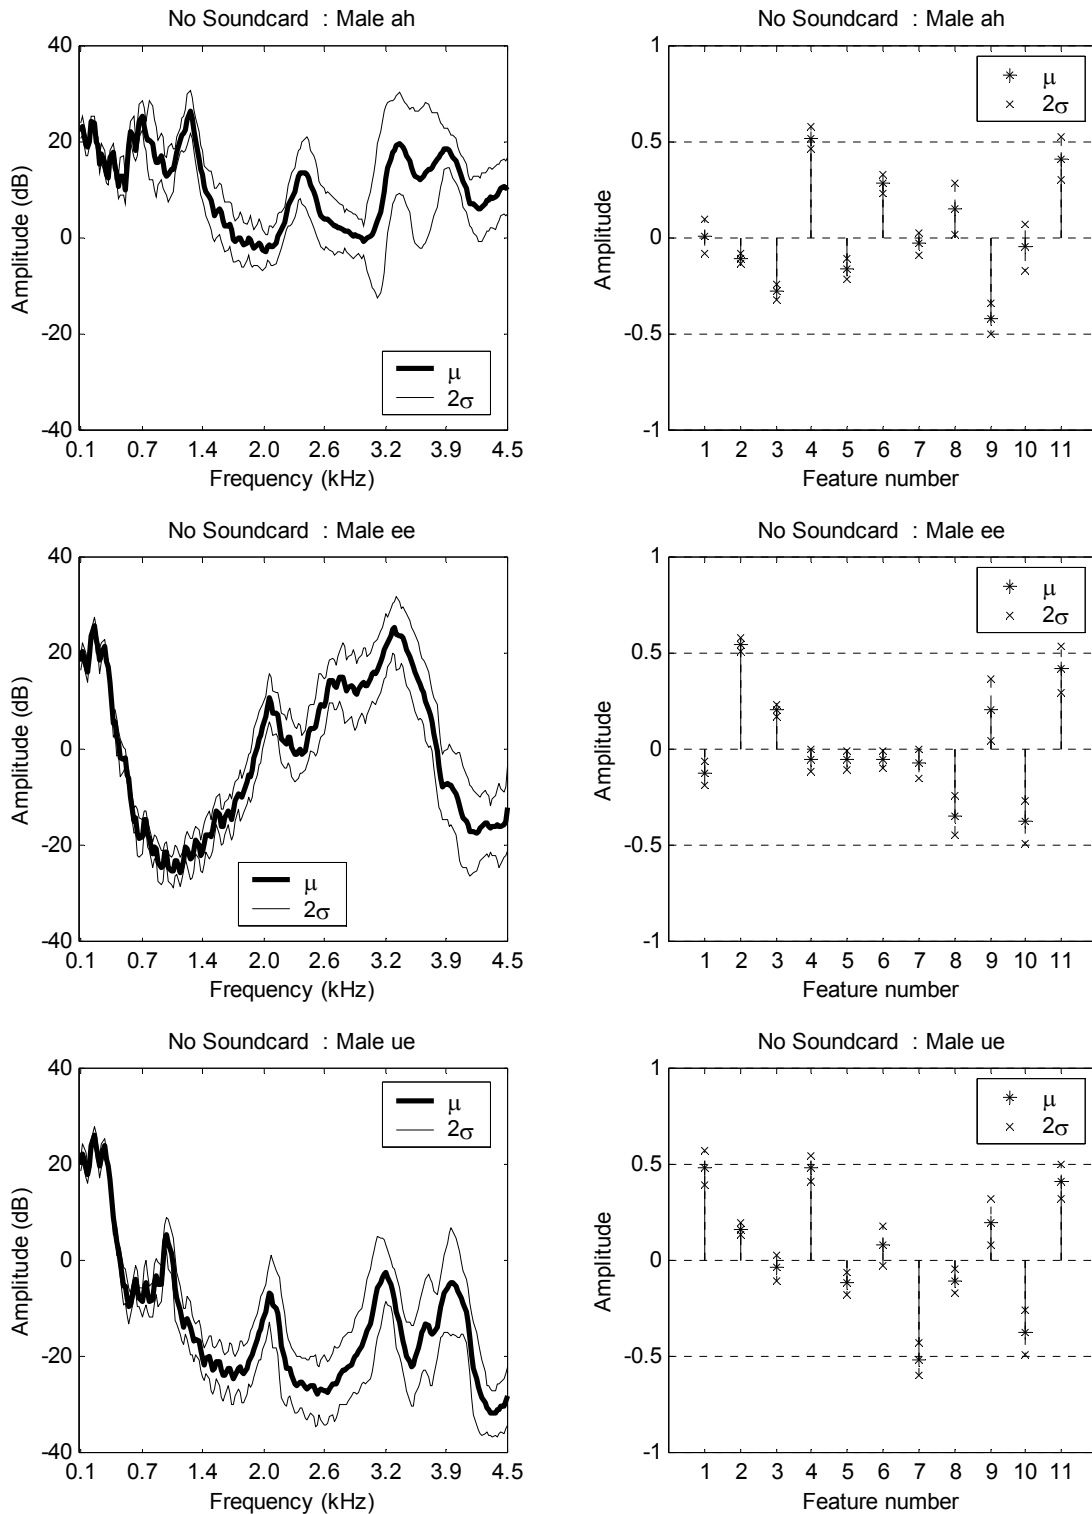 No Soundcard : Male ah
40
20
0
-20
-40
Amplitude (dB)
μ
2σ
0.1 0.7 1.4 2.0 2.6 3.2 3.9 4.5
Frequency (kHz)
No Soundcard : Male ah
1
0.5
0
-0.5
-1
Amplitude
μ
2σ
1 2 3 4 5 6 7 8 9 10 11
Feature number
No Soundcard : Male ee
40
20
0
-20
-40
Amplitude (dB)
μ
2σ
0.1 0.7 1.4 2.0 2.6 3.2 3.9 4.5
Frequency (kHz)
No Soundcard : Male ee
1
0.5
0
-0.5
-1
Amplitude
μ
2σ
1 2 3 4 5 6 7 8 9 10 11
Feature number
No Soundcard : Male ue
40
20
0
-20
-40
Amplitude (dB)
μ
2σ
0.1 0.7 1.4 2.0 2.6 3.2 3.9 4.5
Frequency (kHz)
No Soundcard : Male ue
1
0.5
0
-0.5
-1
Amplitude
μ
2σ
1 2 3 4 5 6 7 8 9 10 11
Feature number